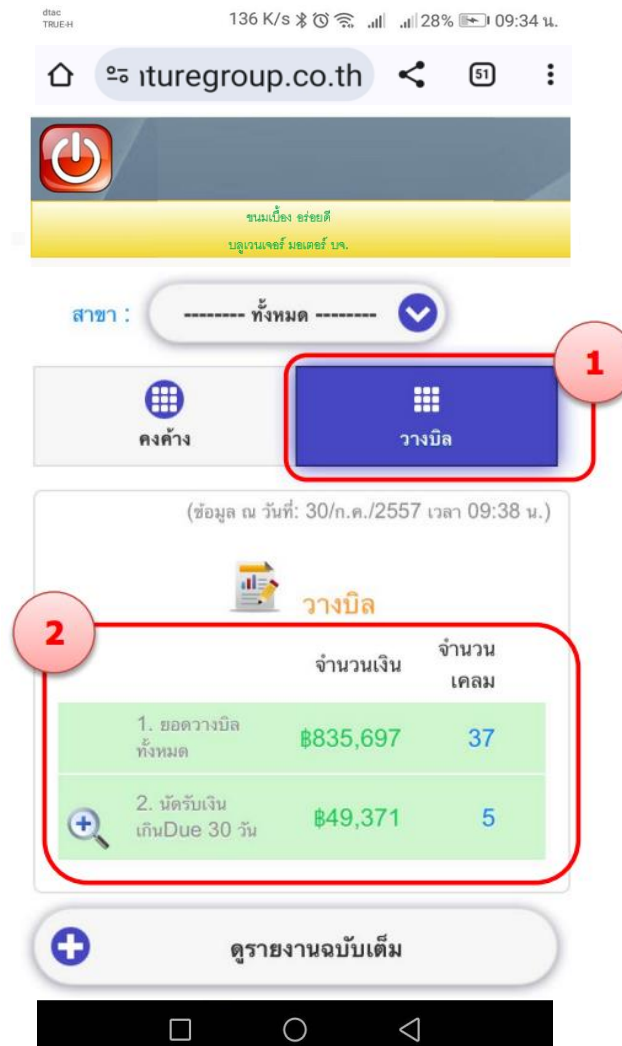 dtac
TRUE-H
136 K/s 28% 09:34 น.
nturegroup.co.th 51
ขนมเบื้อง อร่อยดี
บลูเวนเจอร์ มอเตอร์ บจ.
สาขา : -------- ทั้งหมด --------
1
คงค้าง วางบิล
(ข้อมูล ณ วันที่: 30/ก.ค./2557 เวลา 09:38 น.)
วางบิล
2
จำนวนเงิน จำนวน
เคลม
1. ยอดวางบิล
ทั้งหมด ฿835,697 37
2. นัดรับเงิน
เกินDue 30 วัน ฿49,371 5
ดูรายงานฉบับเต็ม